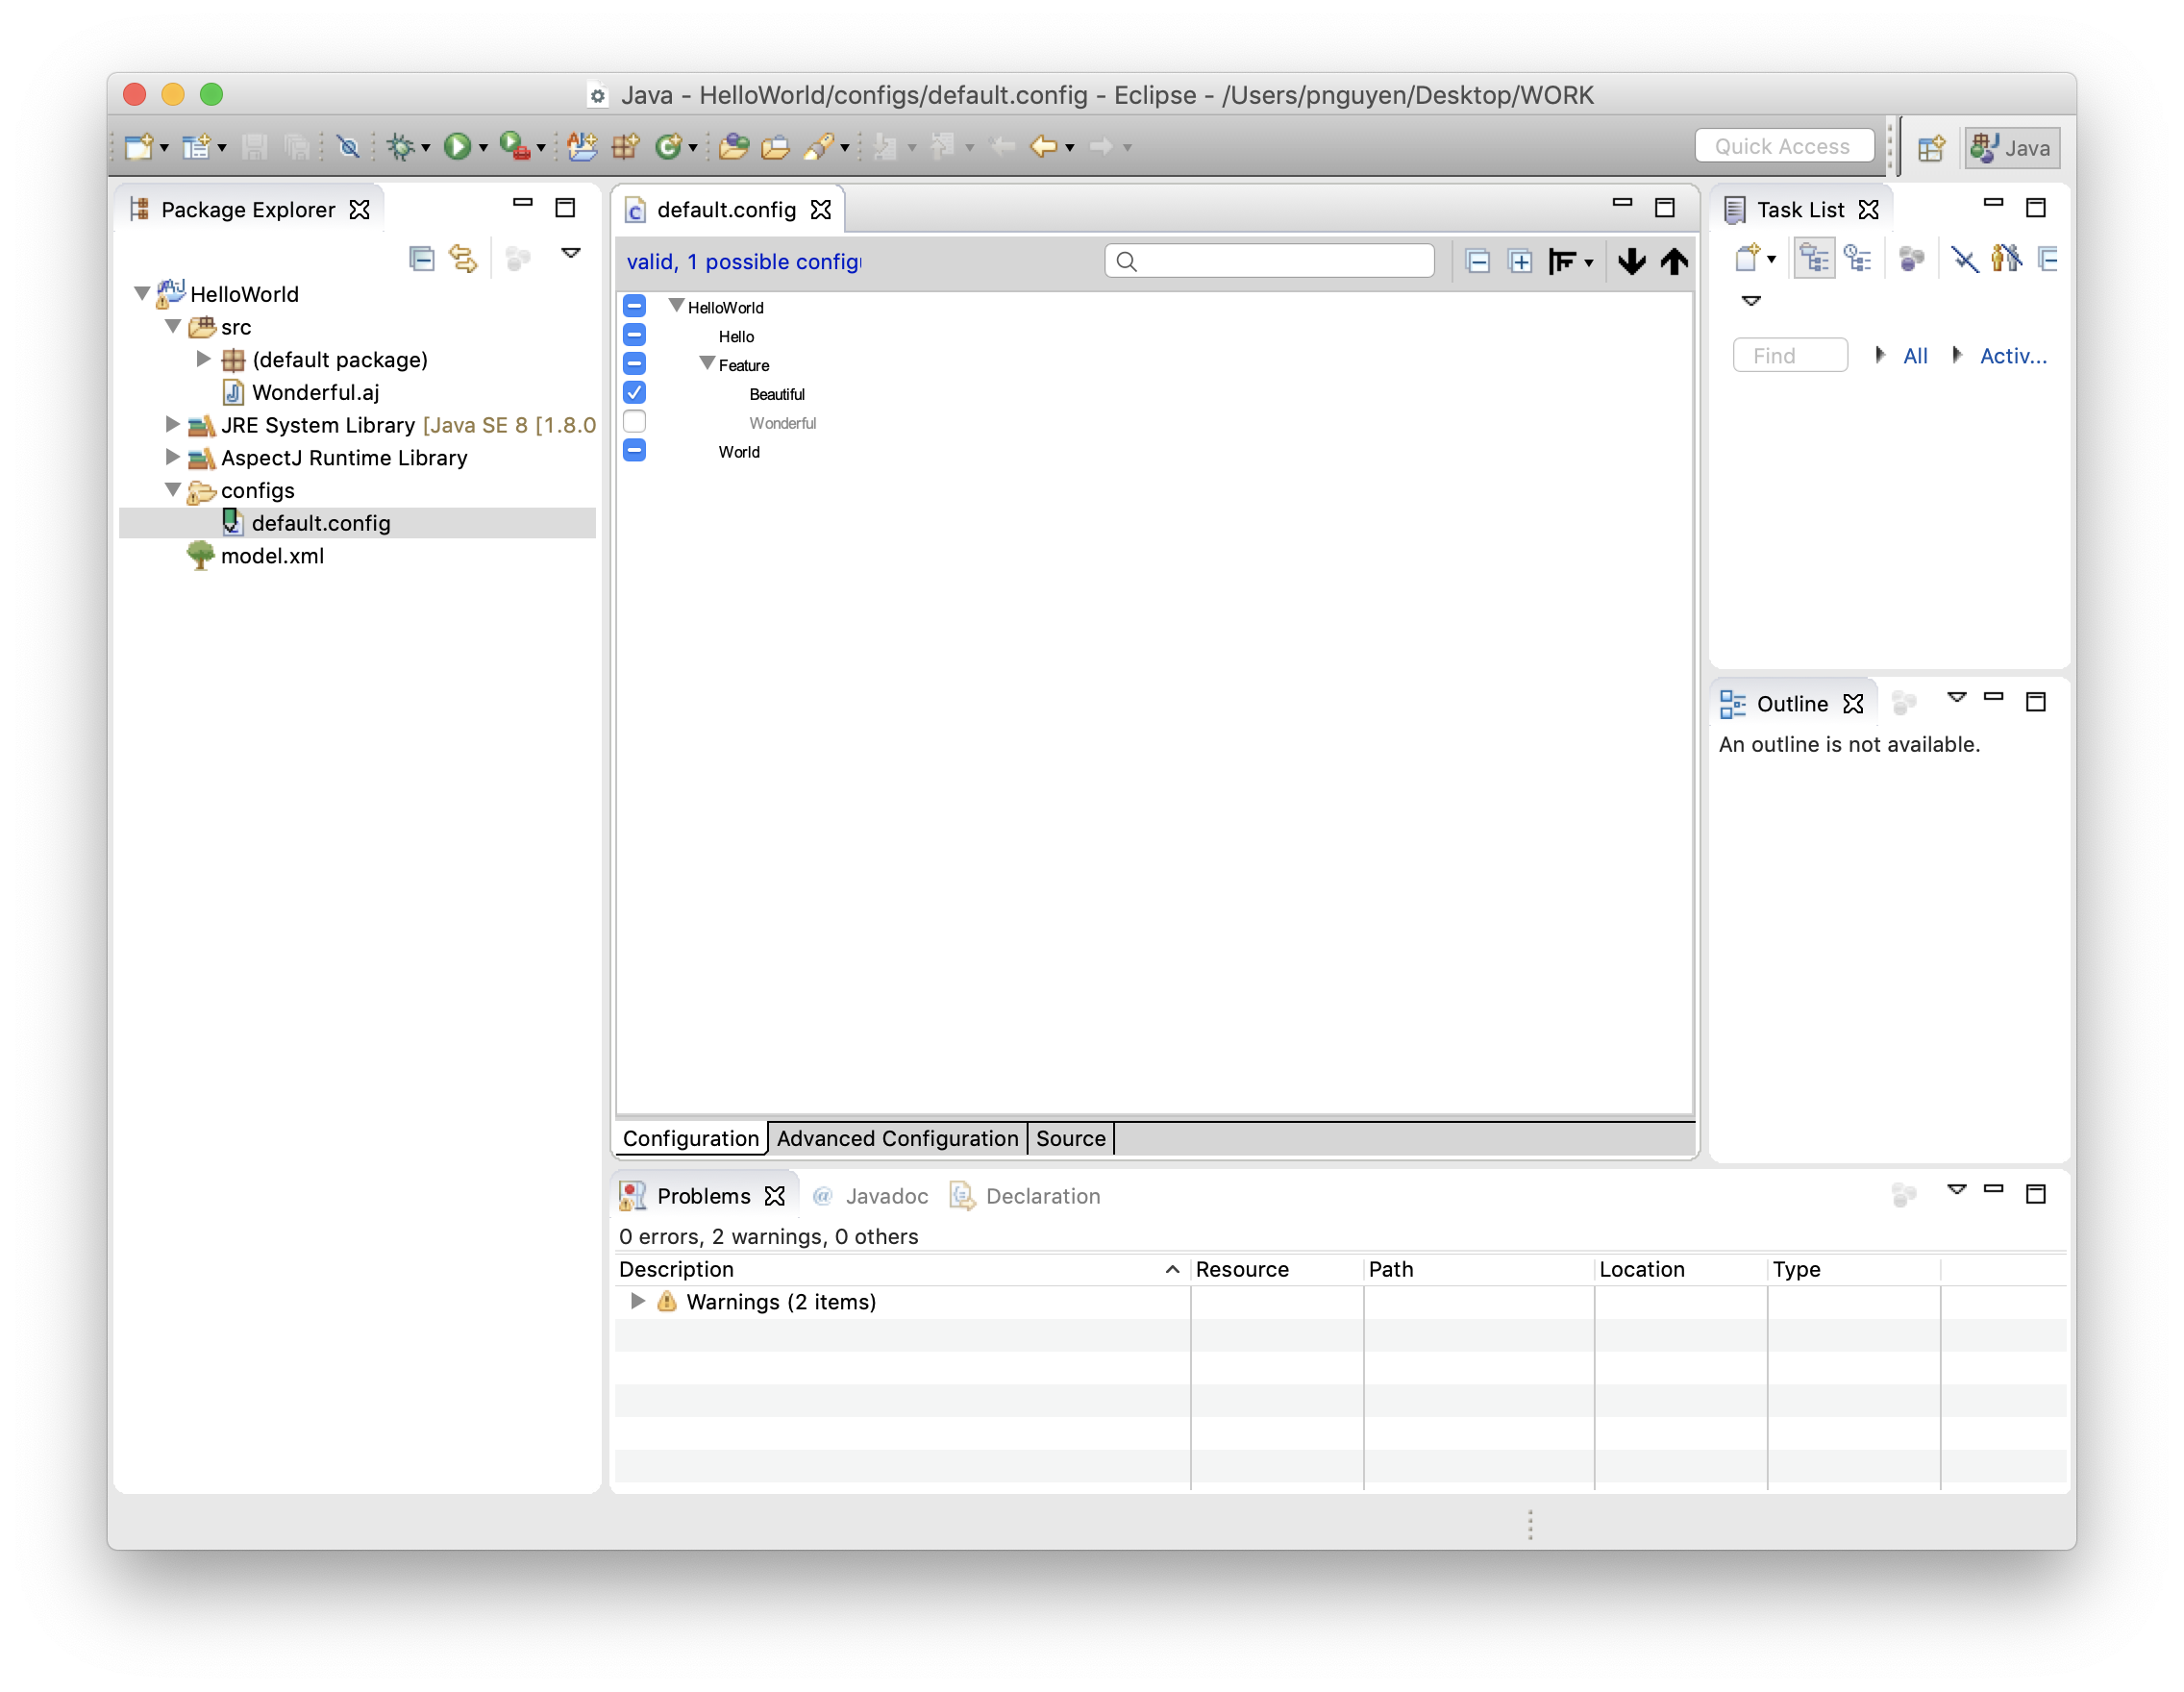 Java - HelloWorld/configs/default.config - Eclipse - /Users/pnguyen/Desktop/WORK
Quick Access
Java
Package Explorer
HelloWorld
src
(default package)
Wonderful.aj
JRE System Library [Java SE 8 [1.8.0
AspectJ Runtime Library
configs
default.config
model.xml
default.config
valid, 1 possible config
HelloWorld
Hello
Feature
Beautiful
Wonderful
World
Configuration
Advanced Configuration
Source
Task List
Find
All
Activ...
Outline
An outline is not available.
Problems
Javadoc
Declaration
0 errors, 2 warnings, 0 others
Description
Resource
Path
Location
Type
Warnings (2 items)